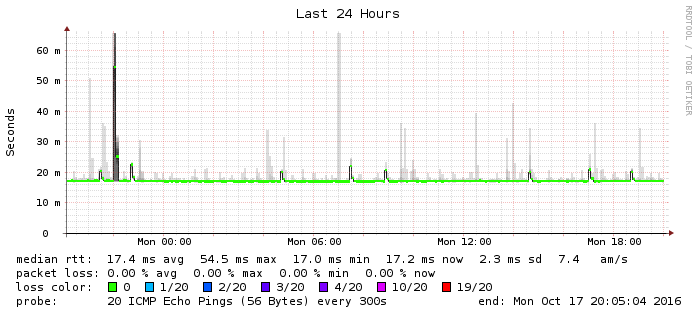 Last 24 Hours
RRDTOOL / TOBI OETIKER
Seconds
60 m
50 m
40 m
30 m
20 m
10 m
0
Mon 00:00 Mon 06:00 Mon 12:00 Mon 18:00
median rtt: 17.4 ms avg 54.5 ms max 17.0 ms min 17.2 ms now 2.3 ms sd 7.4 am/s
packet loss: 0.00 % avg 0.00 % max 0.00 % min 0.00 % now
loss color: 0 1/20 2/20 3/20 4/20 10/20 19/20
probe: 20 ICMP Echo Pings (56 Bytes) every 300s end: Mon Oct 17 20:05:04 2016